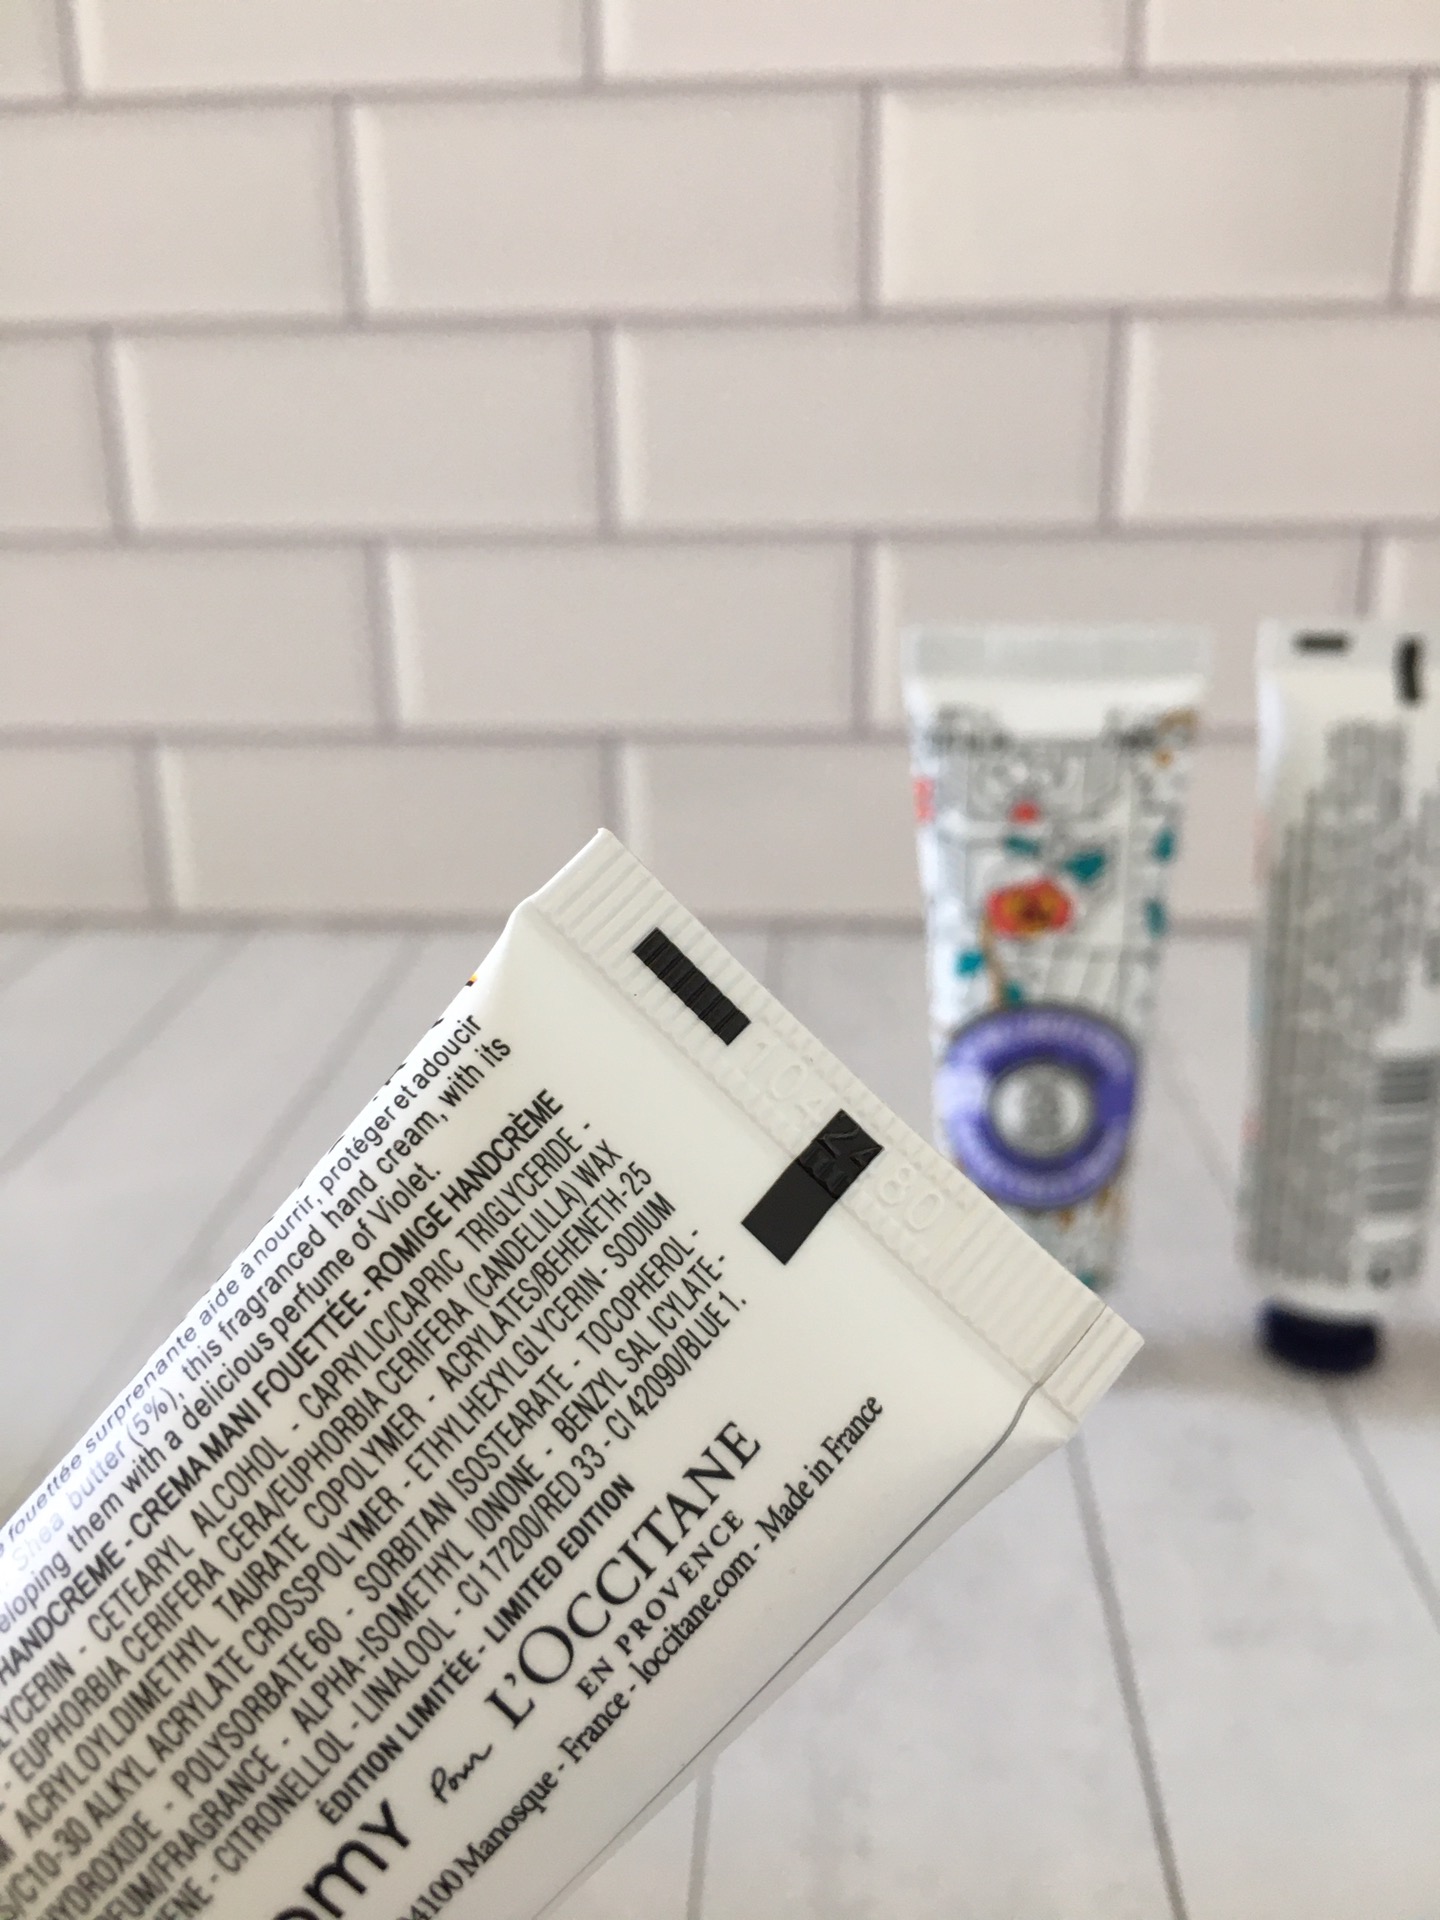 fouettée surprenante aide à nourrir, protéger et adoucir
Shea butter (5%), this fragranced hand cream, with its
eloping them with a delicious perfume of Violet.
HANDCREME - CREMA MANI FOUETTÉE - ROMIGE HANDCRÈME
LYCERIN - CETEARYL ALCOHOL - CAPRYLIC/CAPRIC TRIGLYCERIDE -
- EUPHORBIA CERIFERA CERA/EUPHORBIA CERIFERA (CANDELILLA) WAX
ACRYLOYLDIMETHYL TAURATE COPOLYMER - ACRYLATES/BEHENETH-25
S/C10-30 ALKYL ACRYLATE CROSSPOLYMER - ETHYLHEXYLGLYCERIN - SODIUM
HYDROXIDE - POLYSORBATE 60 - SORBITAN ISOSTEARATE - TOCOPHEROL -
FUM/FRAGRANCE - ALPHA-ISOMETHYL IONONE - BENZYL SALICYLATE -
ENE - CITRONELLOL - LINALOOL - CI 17200/RED 33 - CI 42090/BLUE 1.
ÉDITION LIMITÉE - LIMITED EDITION
omy pour L'OCCITANE
EN PROVENCE
04100 Manosque - France - loccitane.com - Made in France